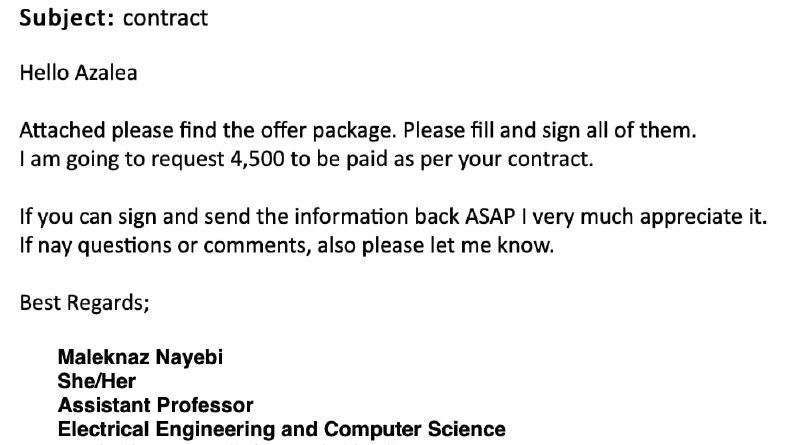 Subject: contract
Hello Azalea
Attached please find the offer package. Please fill and sign all of them.
I am going to request 4,500 to be paid as per your contract.
If you can sign and send the information back ASAP I very much appreciate it.
If nay questions or comments, also please let me know.
Best Regards;
Maleknaz Nayebi
She/Her
Assistant Professor
Electrical Engineering and Computer Science